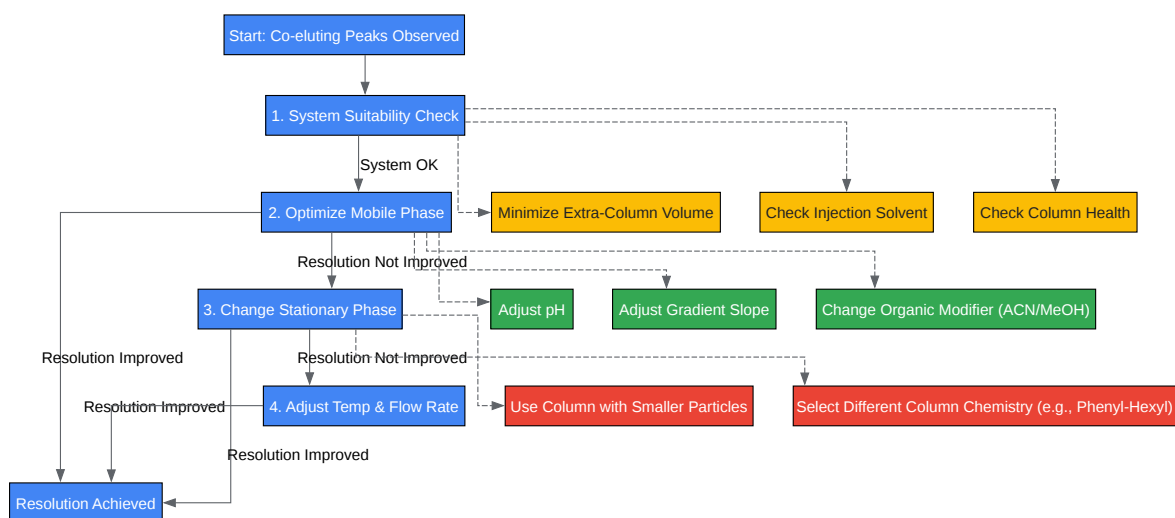 Start: Co-eluting Peaks Observed
1. System Suitability Check
System OK
2. Optimize Mobile Phase
Minimize Extra-Column Volume
Check Injection Solvent
Check Column Health
Resolution Not Improved
3. Change Stationary Phase
Adjust pH
Adjust Gradient Slope
Change Organic Modifier (ACN/MeOH)
Resolution Improved
Resolution Not Improved
4. Adjust Temp & Flow Rate
Resolution Improved
Use Column with Smaller Particles
Select Different Column Chemistry (e.g., Phenyl-Hexyl)
Resolution Improved
Resolution Achieved